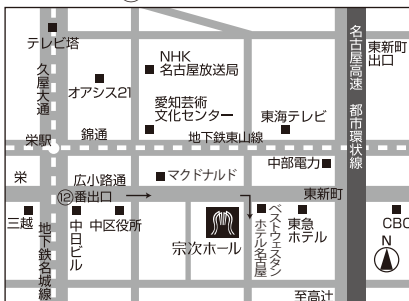 テレビ塔
久屋大通
オアシス21
NHK
名古屋放送局
愛知芸術
文化センター
東海テレビ
名古屋高速 都市環状線
東新町
出口
錦通
地下鉄東山線
栄駅
中部電力
栄
広小路通
マクドナルド
東新町
⑫番出口
三越
地下鉄名城線
中日ビル
中区役所
宗次ホール
ベストウェスタン
ホテル名古屋
東急
ホテル
CBC
N
至高辻